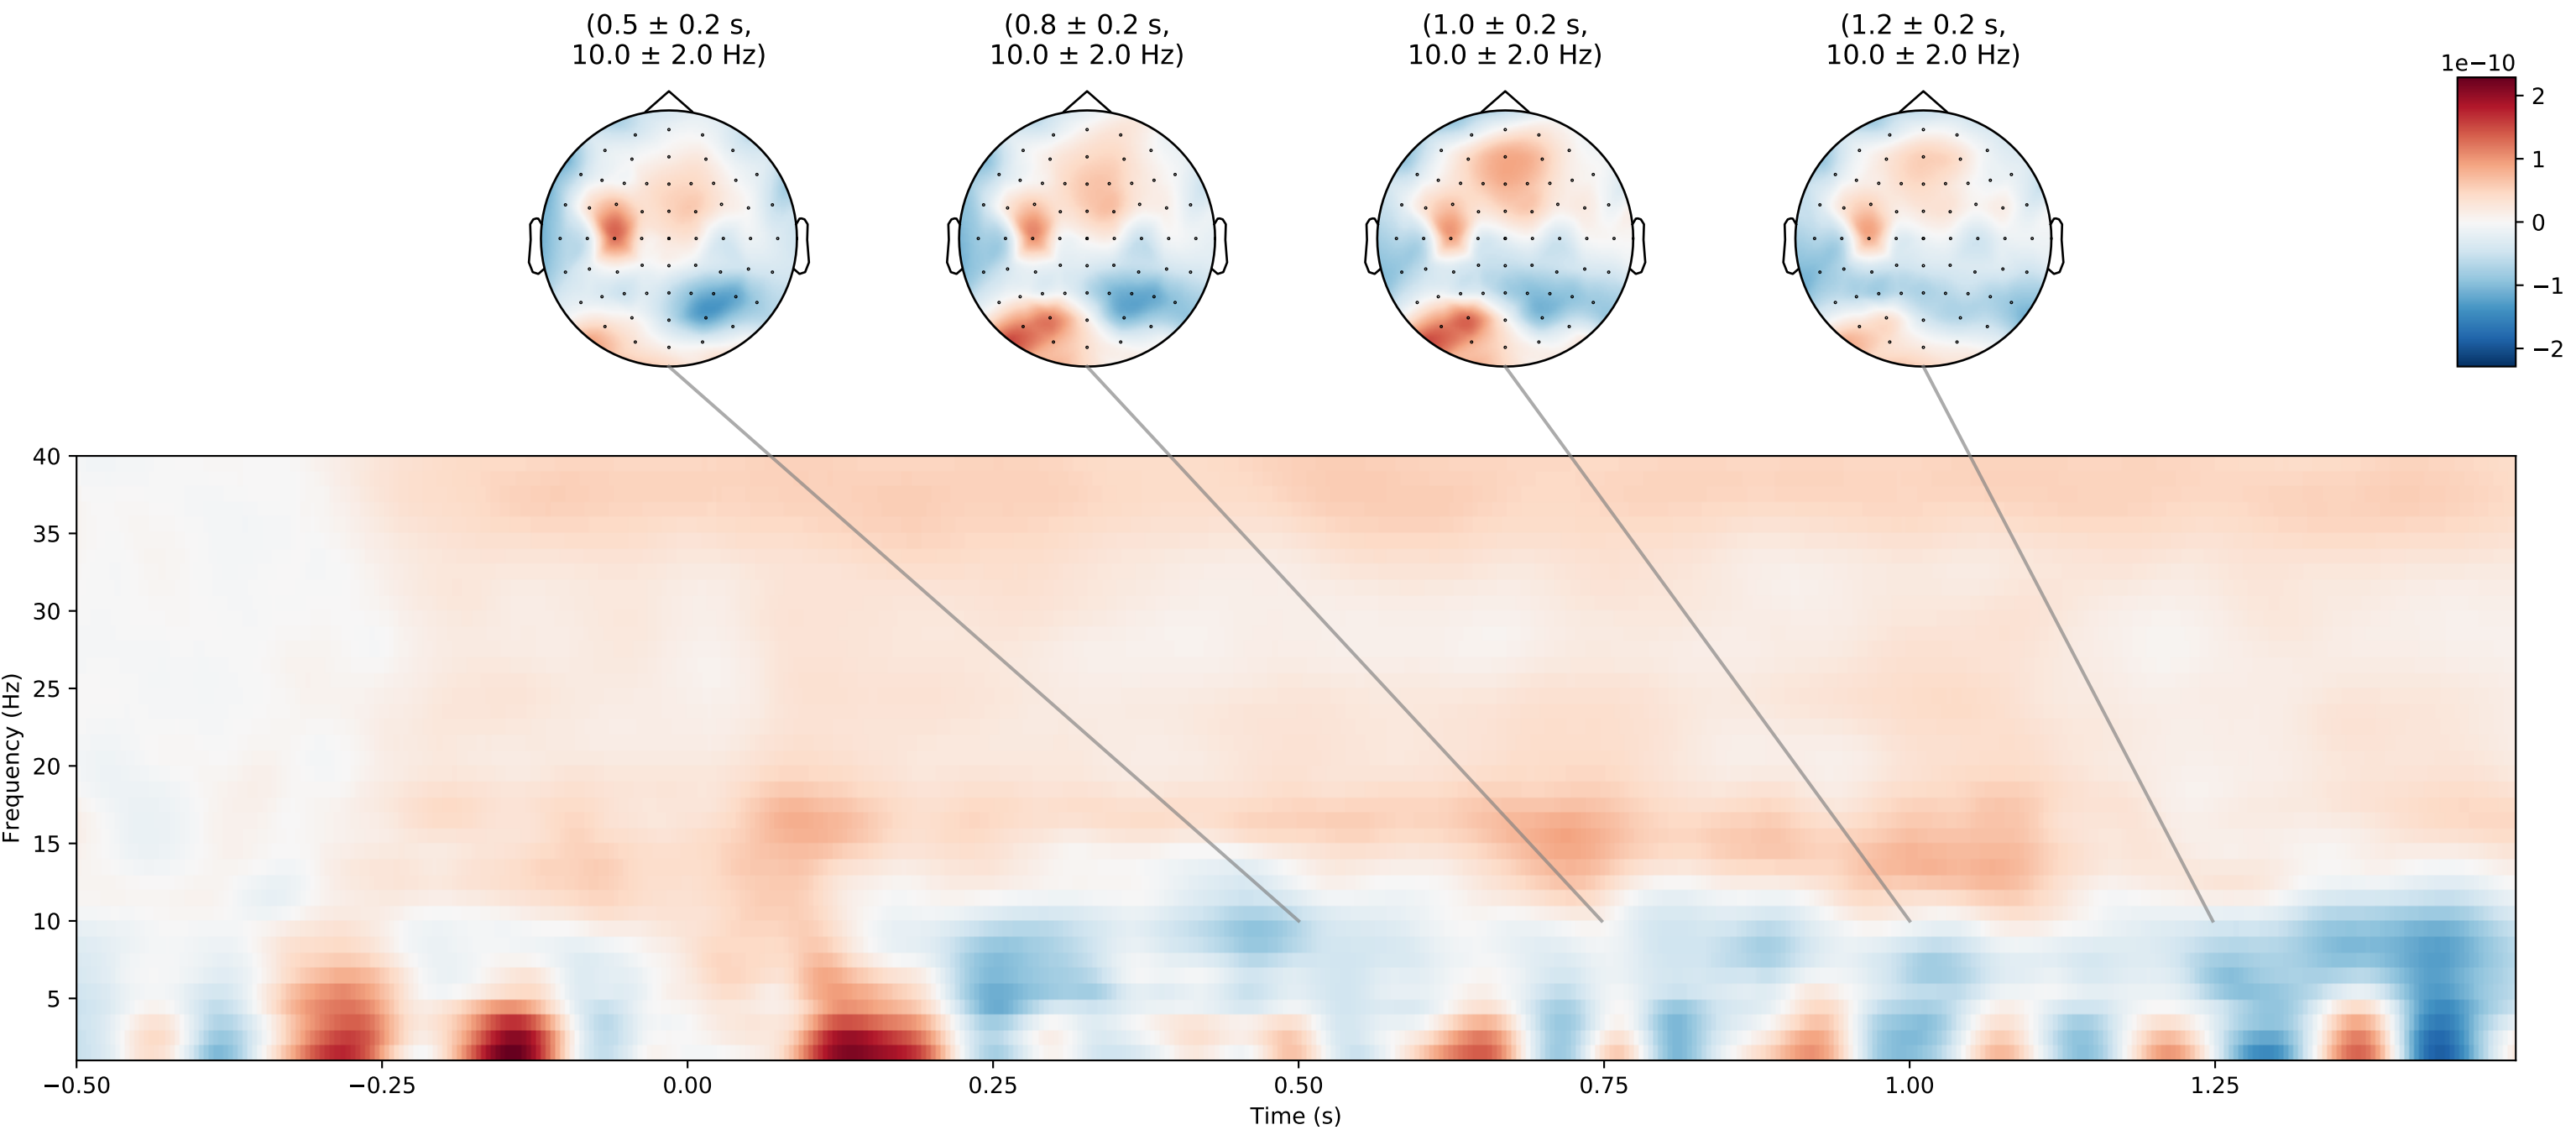 (0.5 ± 0.2 s,
10.0 ± 2.0 Hz)
(0.8 ± 0.2 s,
10.0 ± 2.0 Hz)
(1.0 ± 0.2 s,
10.0 ± 2.0 Hz)
(1.2 ± 0.2 s,
10.0 ± 2.0 Hz)
1e−10
2
1
0
−1
−2
40
35
30
25
20
15
10
5
Frequency (Hz)
−0.50
−0.25
0.00
0.25
0.50
0.75
1.00
1.25
Time (s)